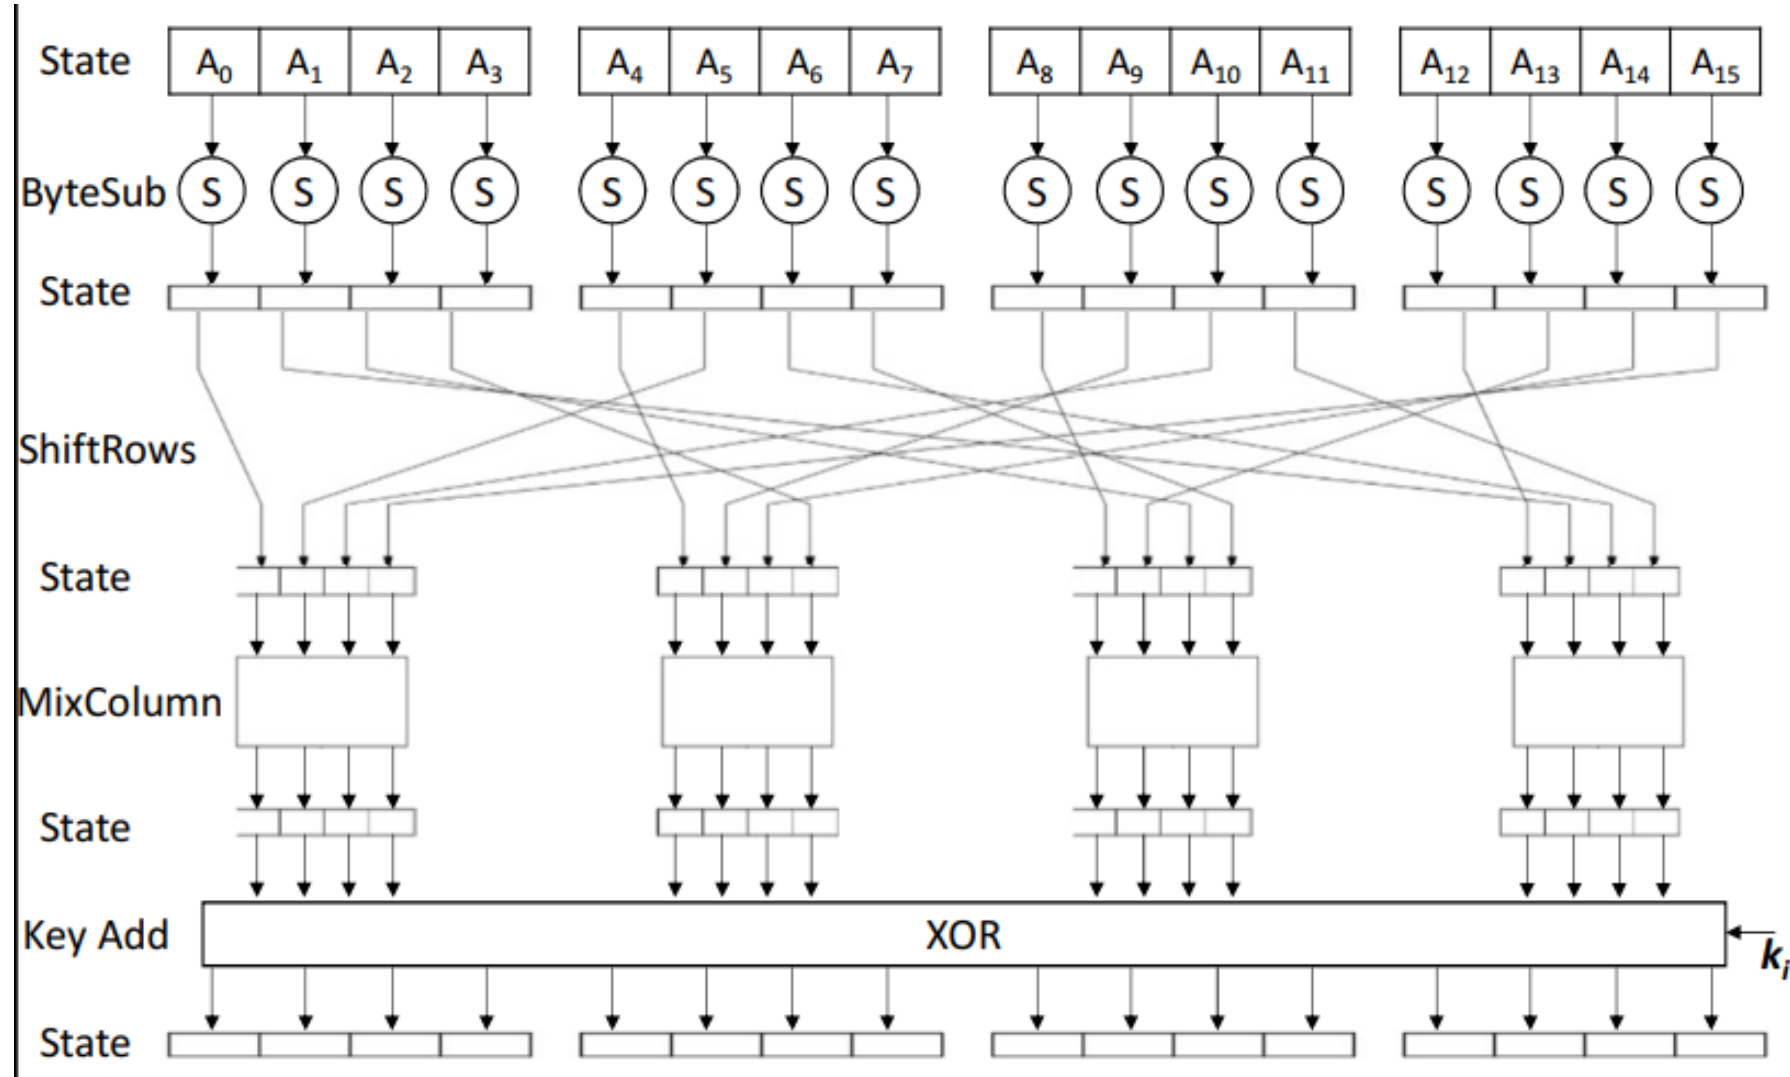 State A₀ A₁ A₂ A₃ A₄ A₅ A₆ A₇ A₈ A₉ A₁₀ A₁₁ A₁₂ A₁₃ A₁₄ A₁₅
ByteSub S S S S S S S S S S S S S S S S
State
ShiftRows
State
MixColumn
State
Key Add XOR kᵢ
State